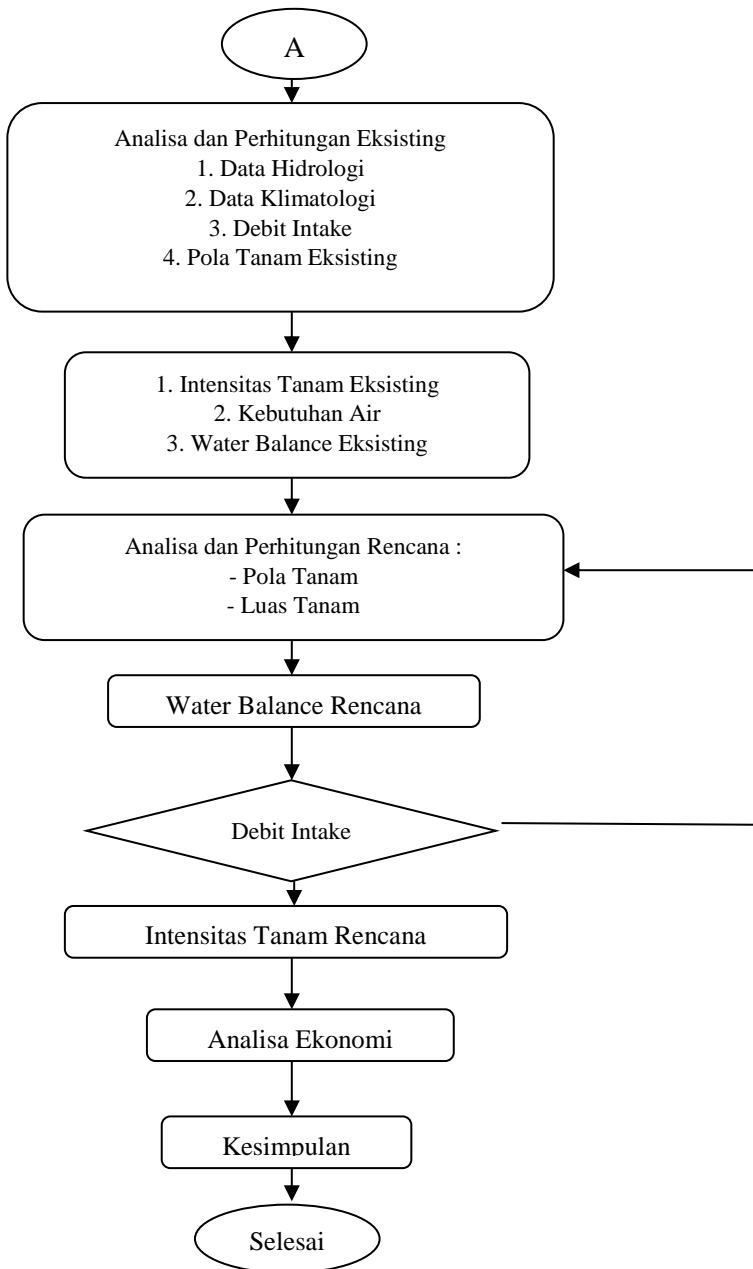 A
Analisa dan Perhitungan Eksisting
1. Data Hidrologi
2. Data Klimatologi
3. Debit Intake
4. Pola Tanam Eksisting
1. Intensitas Tanam Eksisting
2. Kebutuhan Air
3. Water Balance Eksisting
Analisa dan Perhitungan Rencana :
- Pola Tanam
- Luas Tanam
Water Balance Rencana
Debit Intake
Intensitas Tanam Rencana
Analisa Ekonomi
Kesimpulan
Selesai